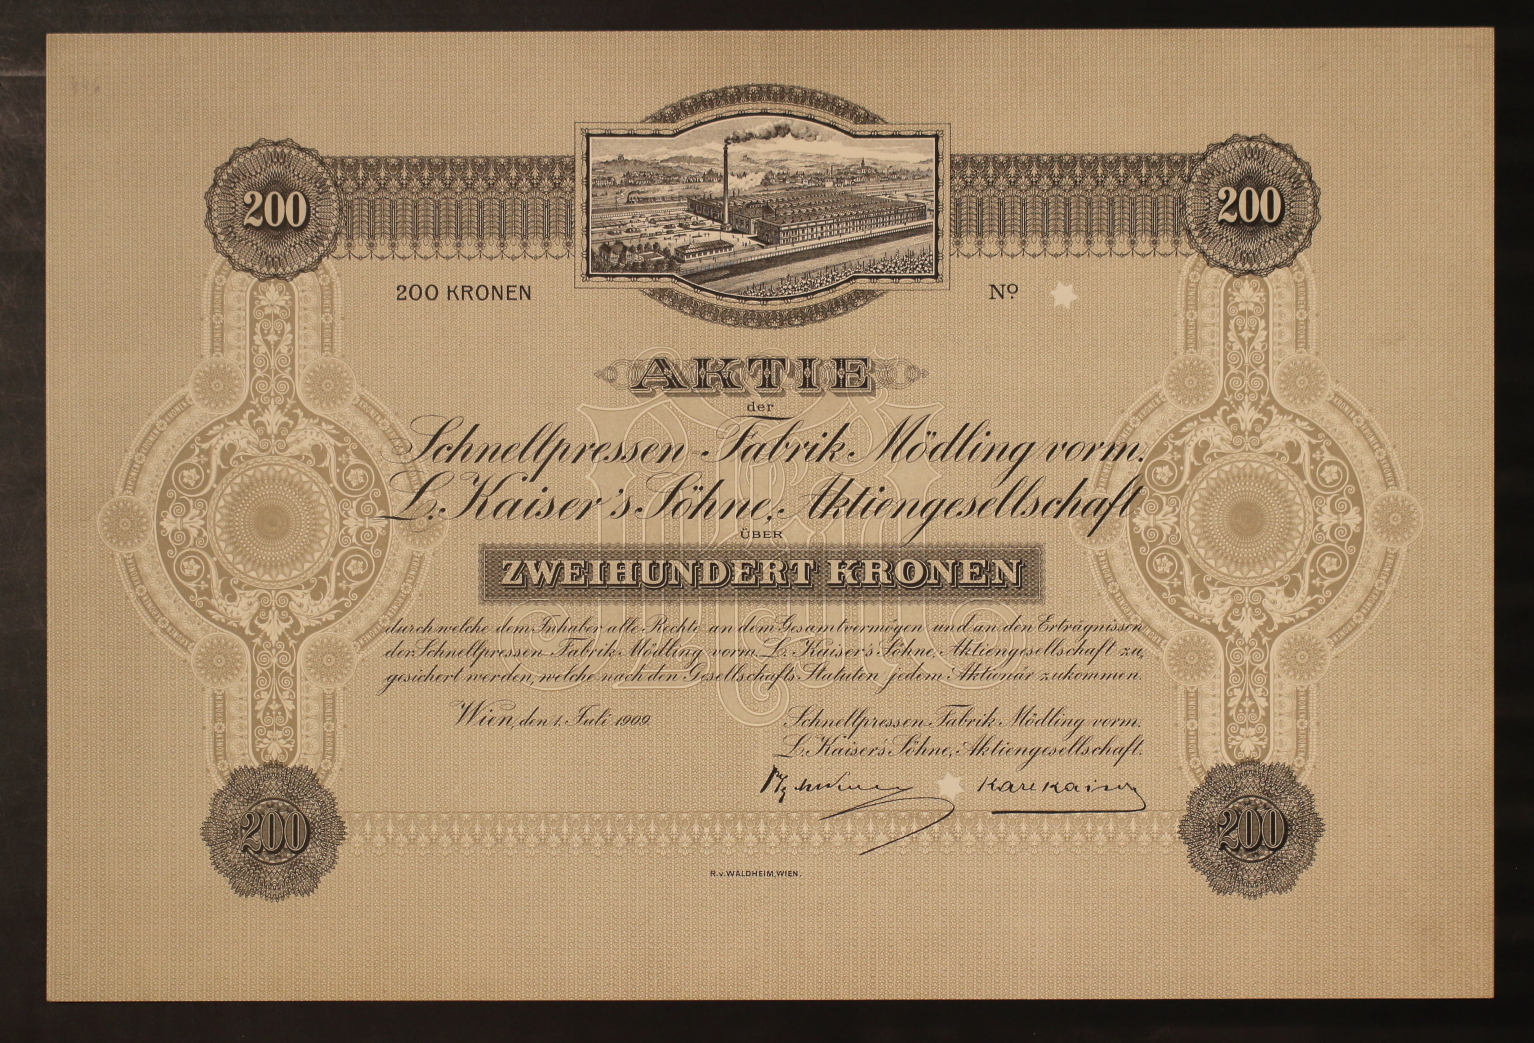 200
200
200 KRONEN
Nº
AKTIE
der
Schnellpressen-Fabrik Mödling vorm.
L. Kaiser's Söhne, Aktiengesellschaft
ÜBER
ZWEIHUNDERT KRONEN
durch welche dem Inhaber alle Rechte an dem Gesamtvermögen und an den Erträgnissen
der Schnellpressen-Fabrik Mödling vorm. L. Kaiser's Söhne, Aktiengesellschaft zu,
gesichert werden, welche nach den Gesellschafts-Statuten jedem Aktionär zukommen.
Wien, den 1. Juli 1909.
Schnellpressen-Fabrik Mödling vorm.
L. Kaiser's Söhne, Aktiengesellschaft.
Karl Kaiser
200
200
R.v.WALDHEIM,WIEN.